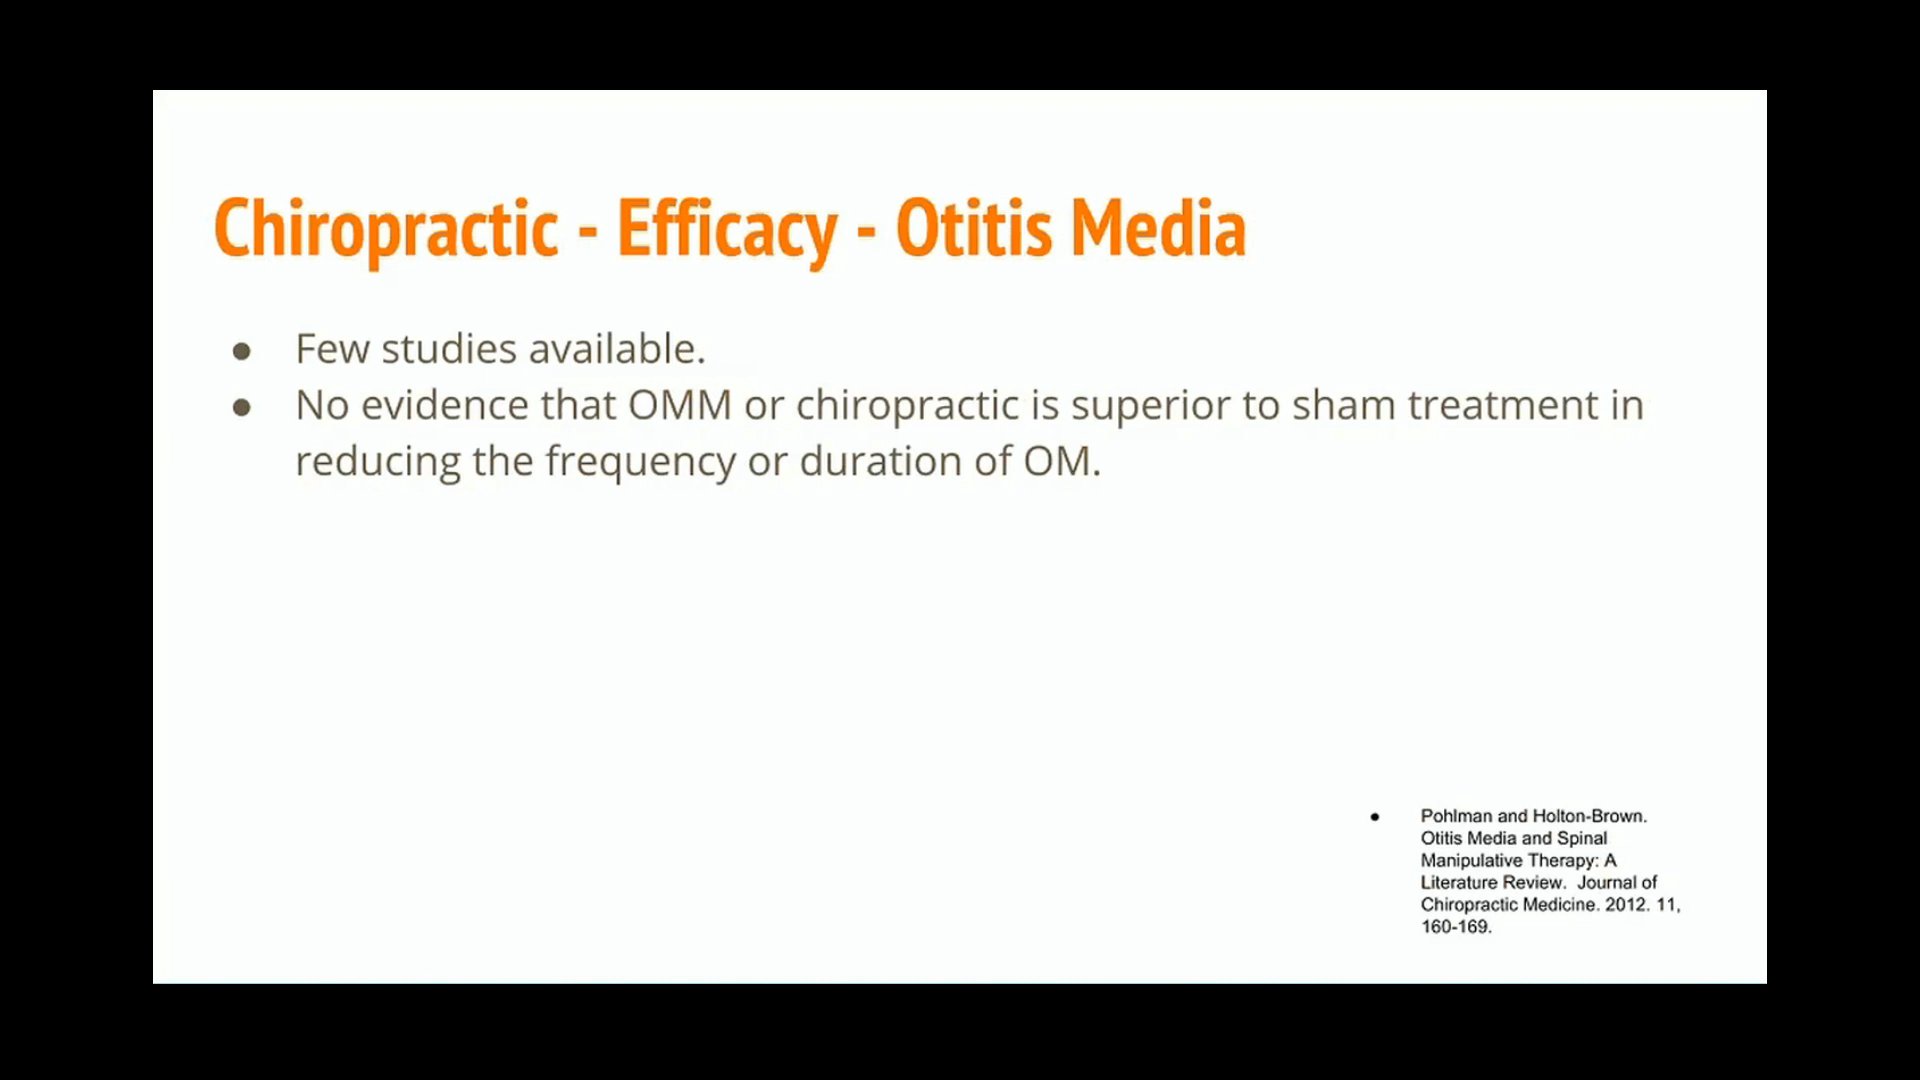 Chiropractic - Efficacy - Otitis Media
● Few studies available.
● No evidence that OMM or chiropractic is superior to sham treatment in
reducing the frequency or duration of OM.
● Pohlman and Holton-Brown.
Otitis Media and Spinal
Manipulative Therapy: A
Literature Review. Journal of
Chiropractic Medicine. 2012. 11,
160-169.